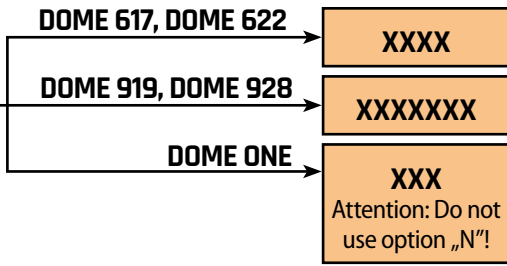 DOME 617, DOME 622
XXXX
DOME 919, DOME 928
XXXXXXX
DOME ONE
XXX
Attention: Do not
use option „N"!